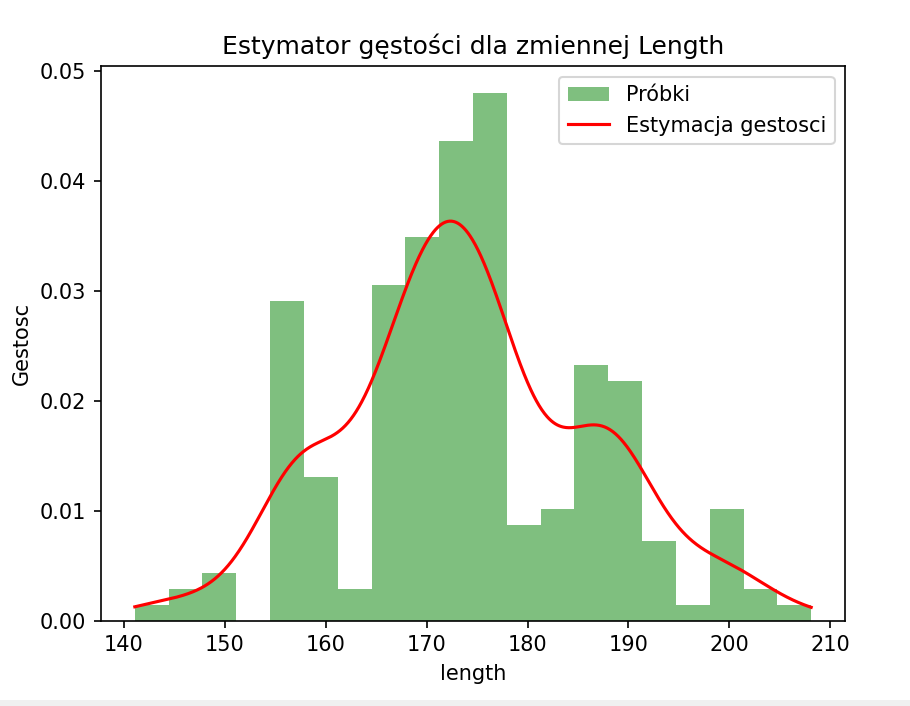 Estymator gęstości dla zmiennej Length
Próbki
Estymacja gestosci
Gestosc
0.05
0.04
0.03
0.02
0.01
0.00
140 150 160 170 180 190 200 210
length